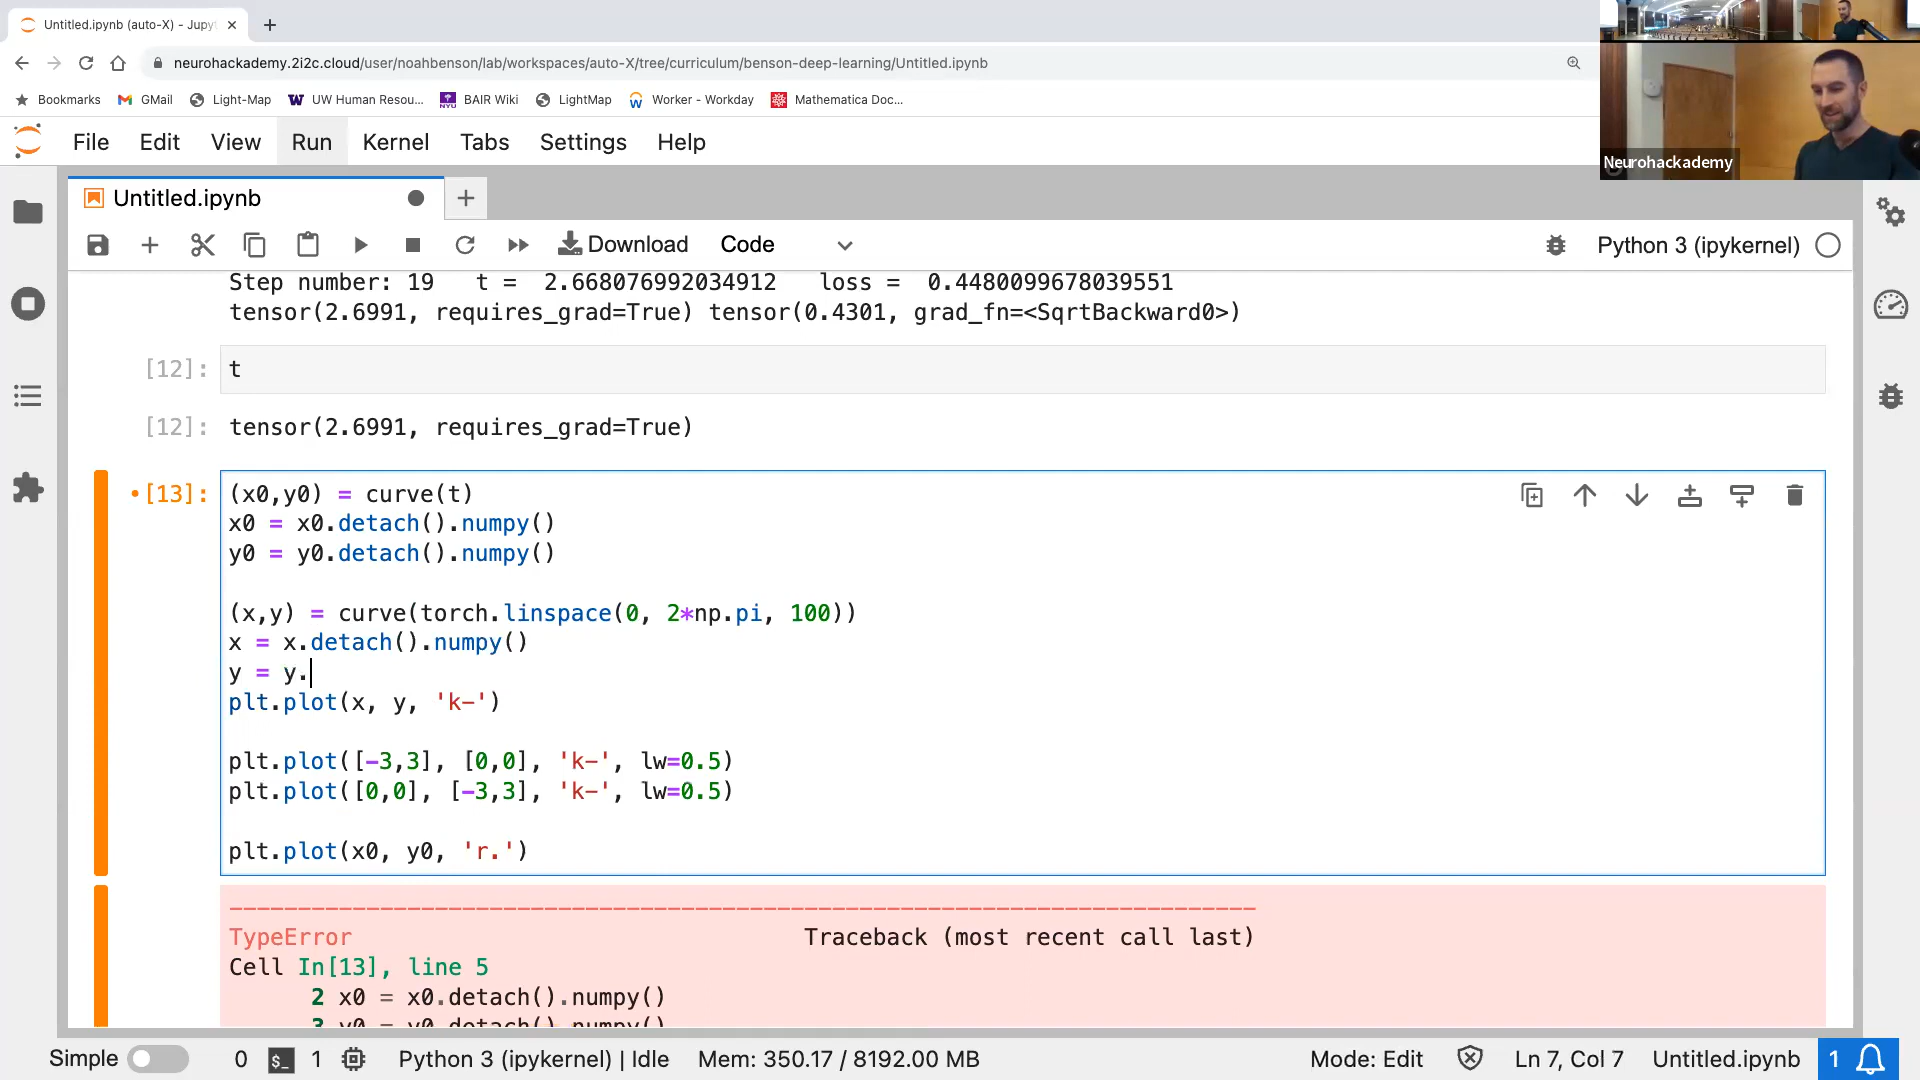 Untitled.ipynb (auto-X) - Jupyt
neurohackademy.2i2c.cloud/user/noahbenson/lab/workspaces/auto-X/tree/curriculum/benson-deep-learning/Untitled.ipynb
Bookmarks GMail Light-Map UW Human Resou... BAIR Wiki LightMap Worker - Workday Mathematica Doc...
File Edit View Run Kernel Tabs Settings Help
Neurohackademy
Untitled.ipynb
Download Code Python 3 (ipykernel)
Step number: 19 t = 2.668076992034912 loss = 0.4480099678039551
tensor(2.6991, requires_grad=True) tensor(0.4301, grad_fn=<SqrtBackward0>)
[12]: t
[12]: tensor(2.6991, requires_grad=True)
[13]: (x0,y0) = curve(t)
x0 = x0.detach().numpy()
y0 = y0.detach().numpy()
(x,y) = curve(torch.linspace(0, 2*np.pi, 100))
x = x.detach().numpy()
y = y.
plt.plot(x, y, 'k-')
plt.plot([-3,3], [0,0], 'k-', lw=0.5)
plt.plot([0,0], [-3,3], 'k-', lw=0.5)
plt.plot(x0, y0, 'r.')
---------------------------------------------------------------------------
TypeError Traceback (most recent call last)
Cell In[13], line 5
2 x0 = x0.detach().numpy()
3 y0 = y0.detach().numpy()
Simple 0 $_ 1 Python 3 (ipykernel) | Idle Mem: 350.17 / 8192.00 MB Mode: Edit Ln 7, Col 7 Untitled.ipynb 1